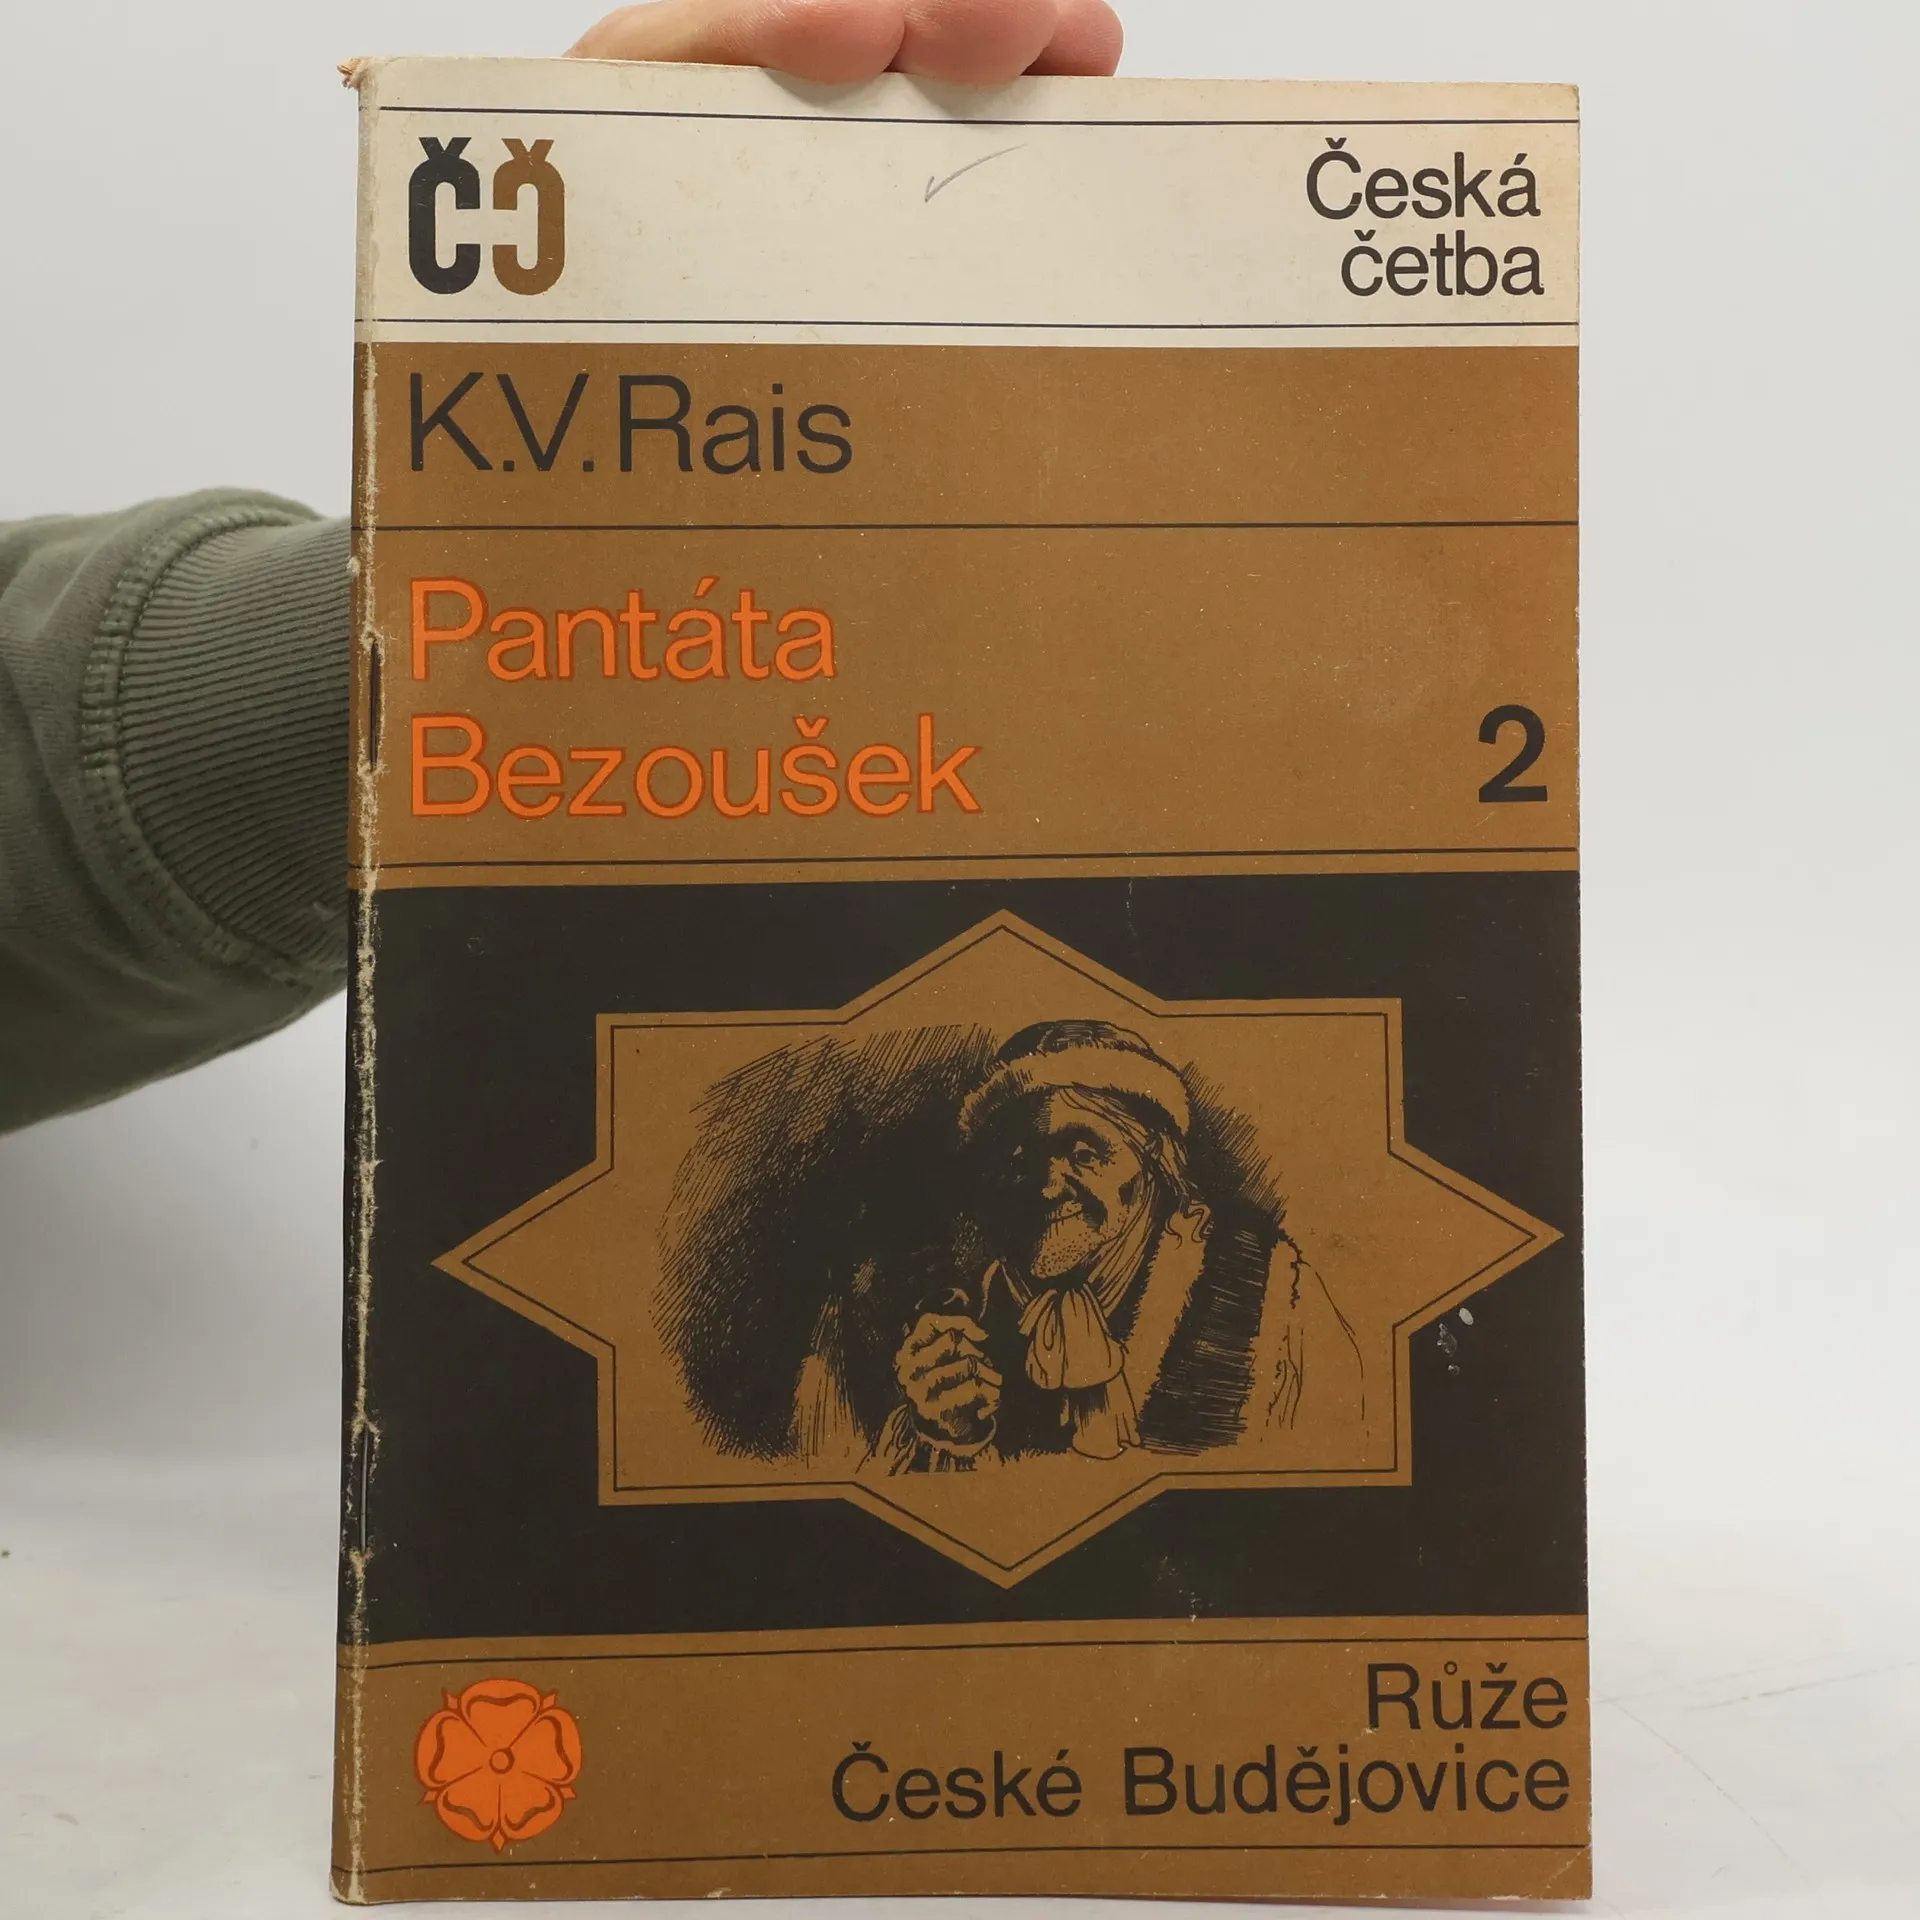 ČČ
Česká
četba
K.V. Rais
Pantáta
Bezoušek
2
Růže
České Budějovice